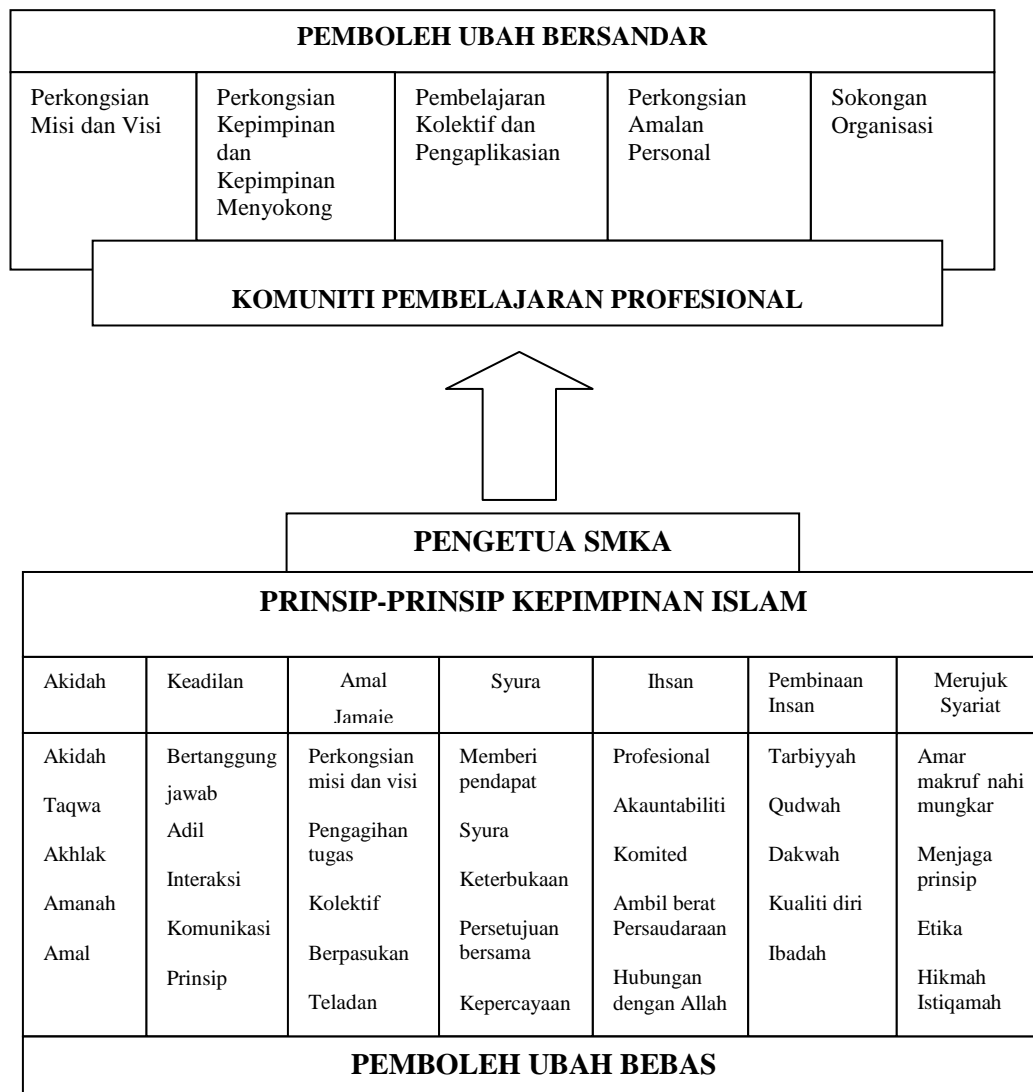 PEMBOLEH UBAH BERSANDAR
Perkongsian
Misi dan Visi
Perkongsian
Kepimpinan
dan
Kepimpinan
Menyokong
Pembelajaran
Kolektif dan
Pengaplikasian
Perkongsian
Amalan
Personal
Sokongan
Organisasi
KOMUNITI PEMBELAJARAN PROFESIONAL
PENGETUA SMKA
PRINSIP-PRINSIP KEPIMPINAN ISLAM
Akidah
Keadilan
Amal
Jamaie
Syura
Ihsan
Pembinaan
Insan
Merujuk
Syariat
Akidah
Taqwa
Akhlak
Amanah
Amal
Bertanggung
jawab
Adil
Interaksi
Komunikasi
Prinsip
Perkongsian
misi dan visi
Pengagihan
tugas
Kolektif
Berpasukan
Teladan
Memberi
pendapat
Syura
Keterbukaan
Persetujuan
bersama
Kepercayaan
Profesional
Akauntabiliti
Komited
Ambil berat
Persaudaraan
Hubungan
dengan Allah
Tarbiyyah
Qudwah
Dakwah
Kualiti diri
Ibadah
Amar
makruf nahi
mungkar
Menjaga
prinsip
Etika
Hikmah
Istiqamah
PEMBOLEH UBAH BEBAS